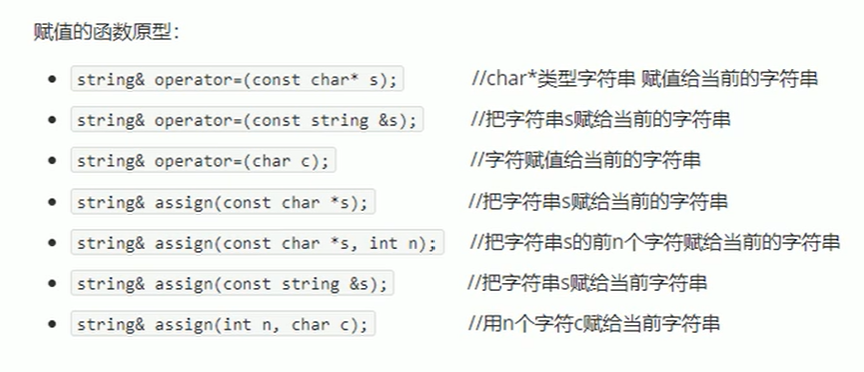 赋值的函数原型：
• string& operator=(const char* s); //char*类型字符串 赋值给当前的字符串
• string& operator=(const string &s); //把字符串s赋给当前的字符串
• string& operator=(char c); //字符赋值给当前的字符串
• string& assign(const char *s); //把字符串s赋给当前的字符串
• string& assign(const char *s, int n); //把字符串s的前n个字符赋给当前的字符串
• string& assign(const string &s); //把字符串s赋给当前字符串
• string& assign(int n, char c); //用n个字符c赋给当前字符串